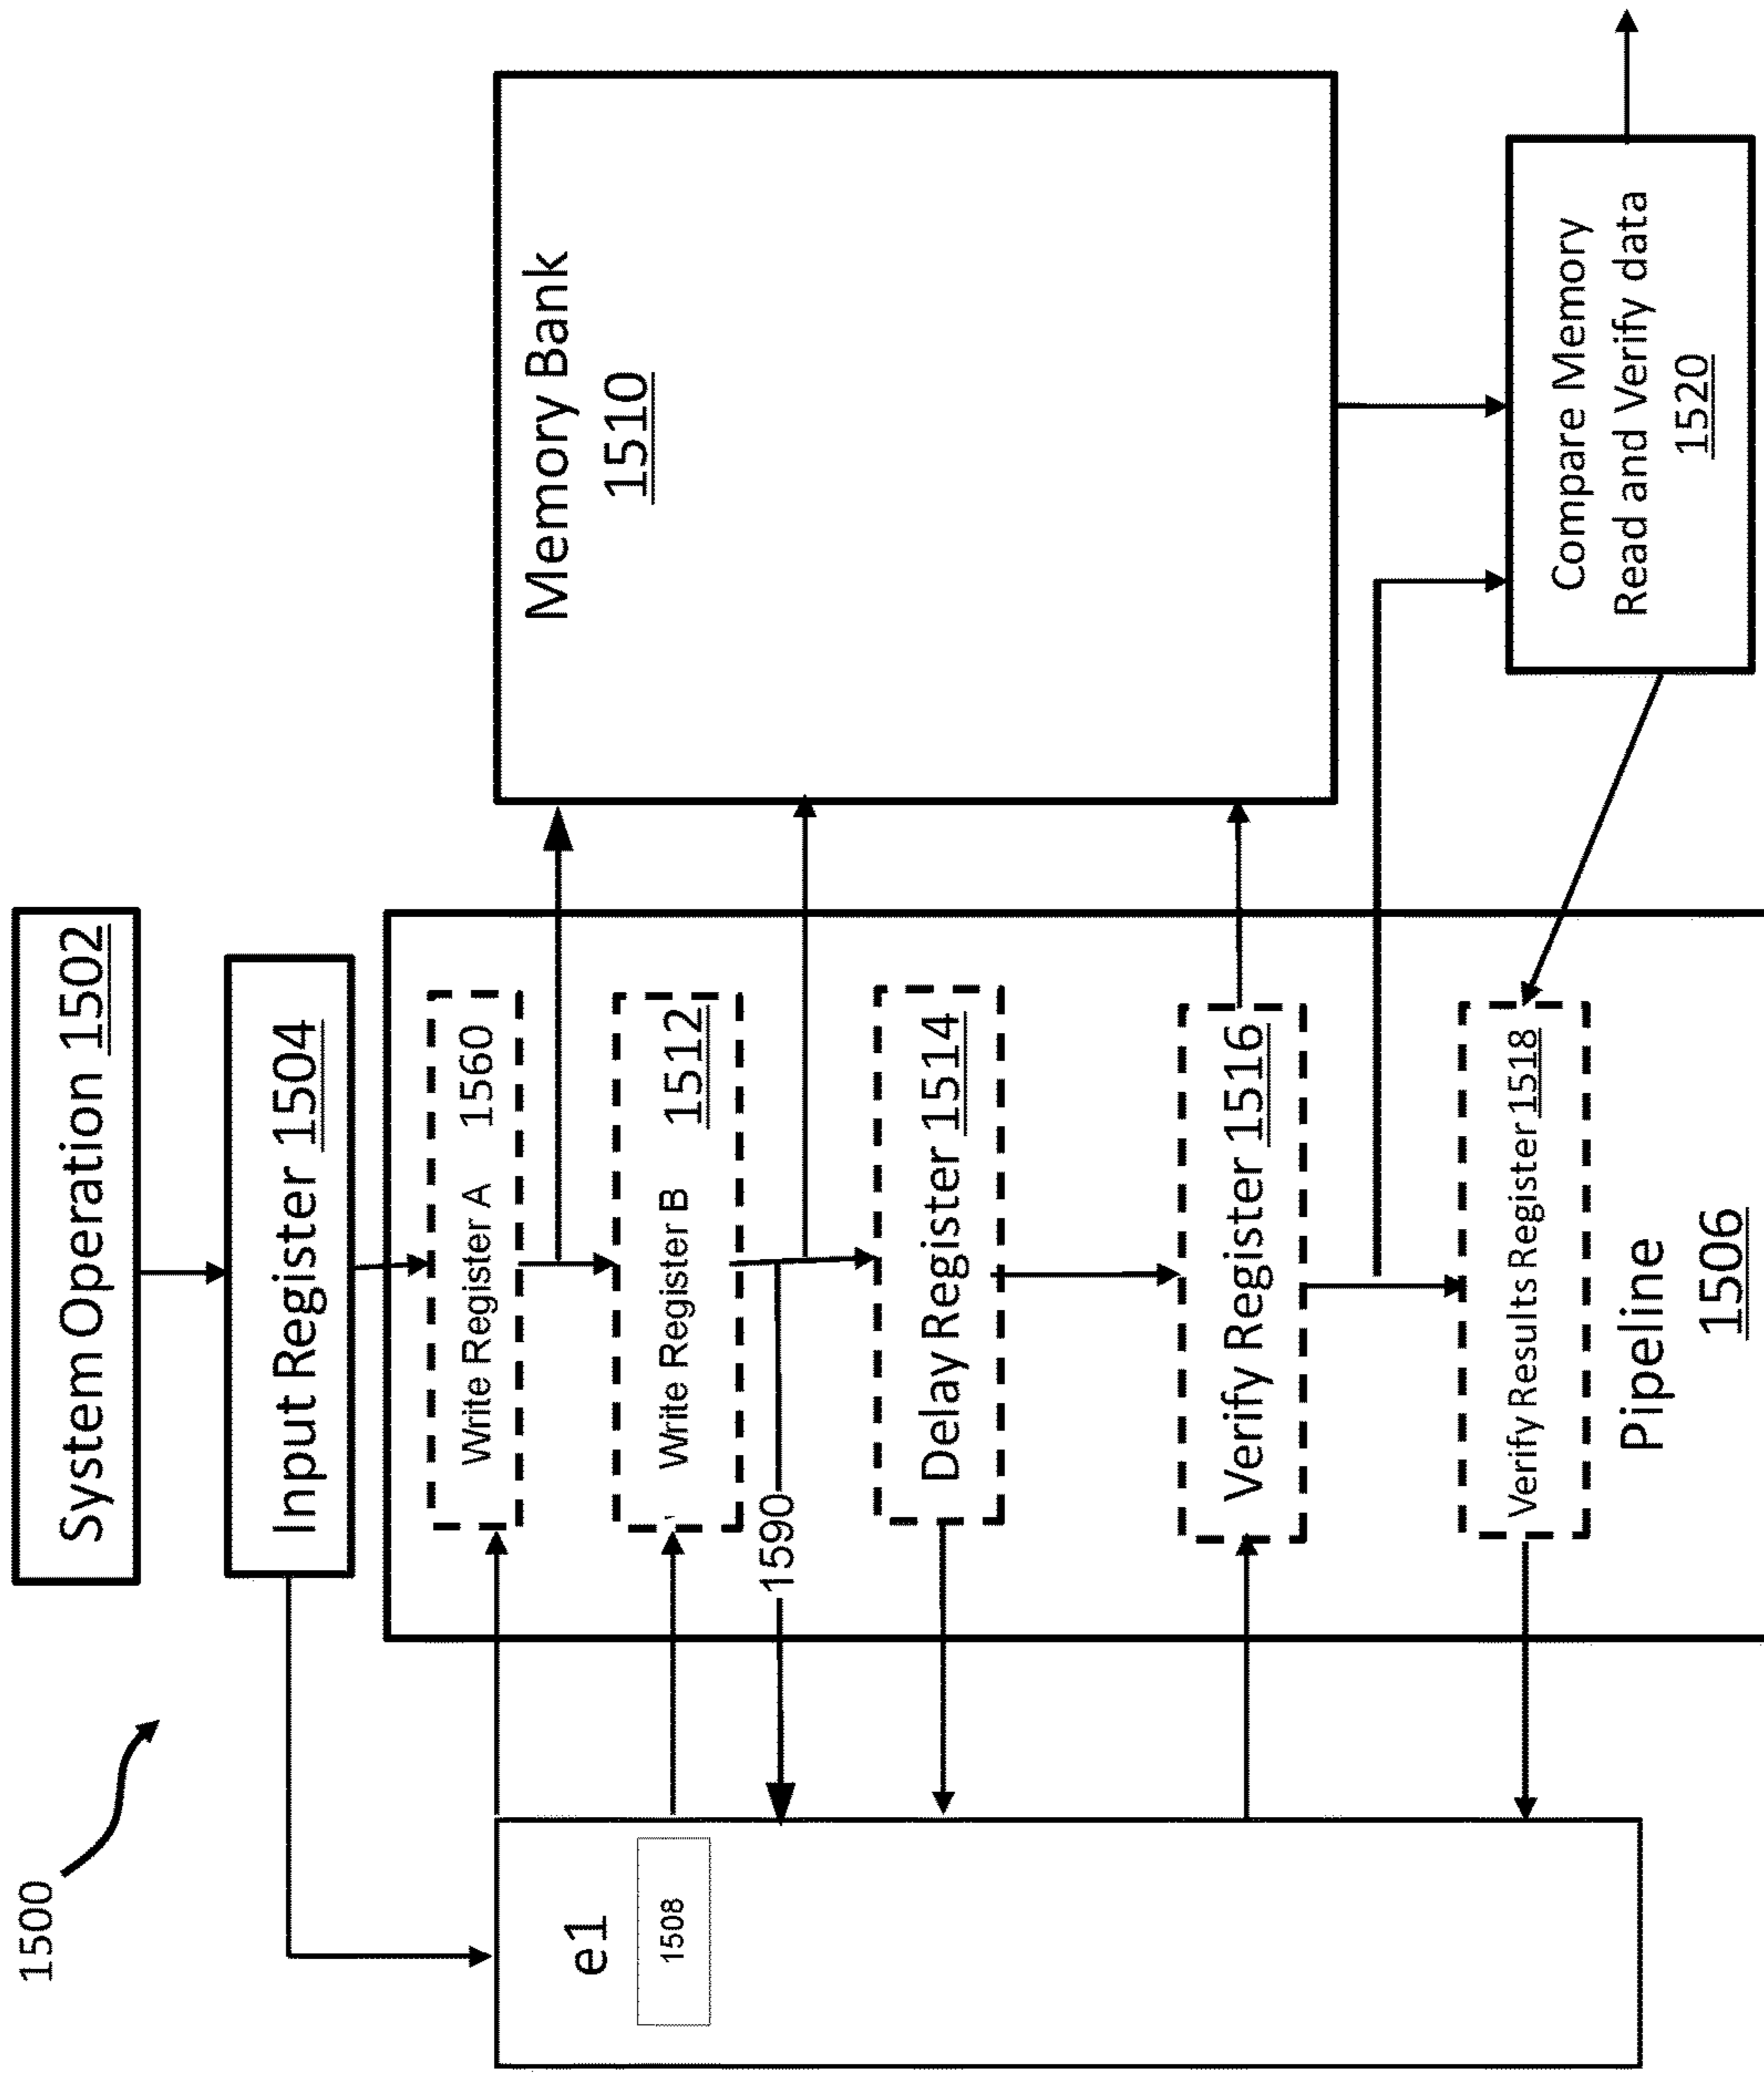 1500
System Operation 1502
Input Register 1504
Write Register A 1560
Write Register B 1512
1590
Delay Register 1514
Verify Register 1516
Verify Results Register 1518
Pipeline
1506
e1
1508
Memory Bank
1510
Compare Memory
Read and Verify data
1520